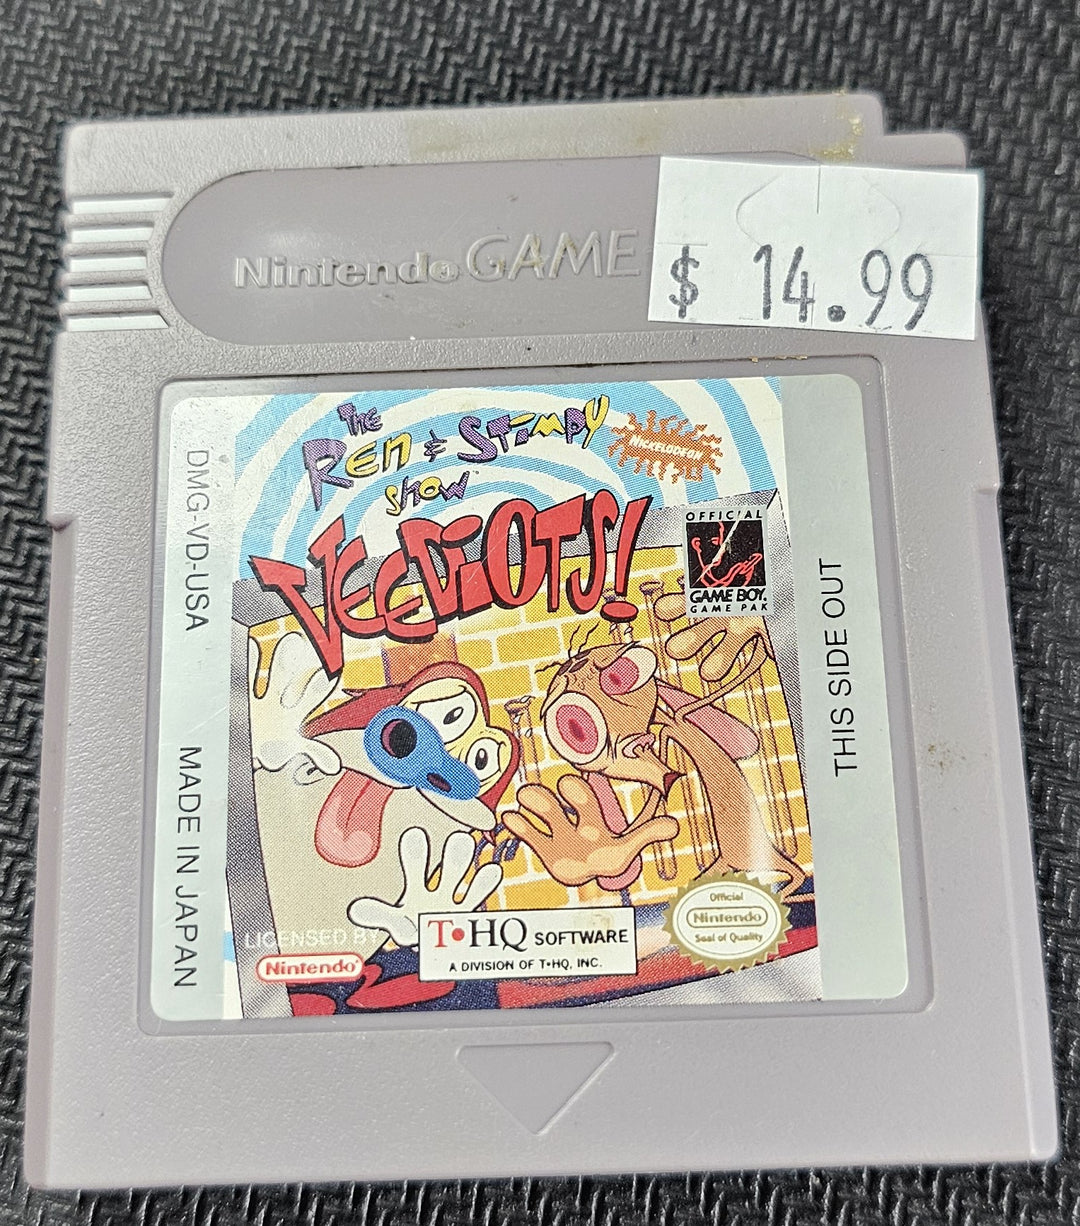 Nintendo GAME
$ 14.99
THE
REN & STIMPY
SHOW™
NICKELODEON
VEEDIOTS!
OFFICIAL
GAME BOY.
GAME PAK
DMG-VD-USA
MADE IN JAPAN
THIS SIDE OUT
LICENSED BY
Nintendo®
T•HQ SOFTWARE
A DIVISION OF T•HQ, INC.
Official
Nintendo
Seal of Quality